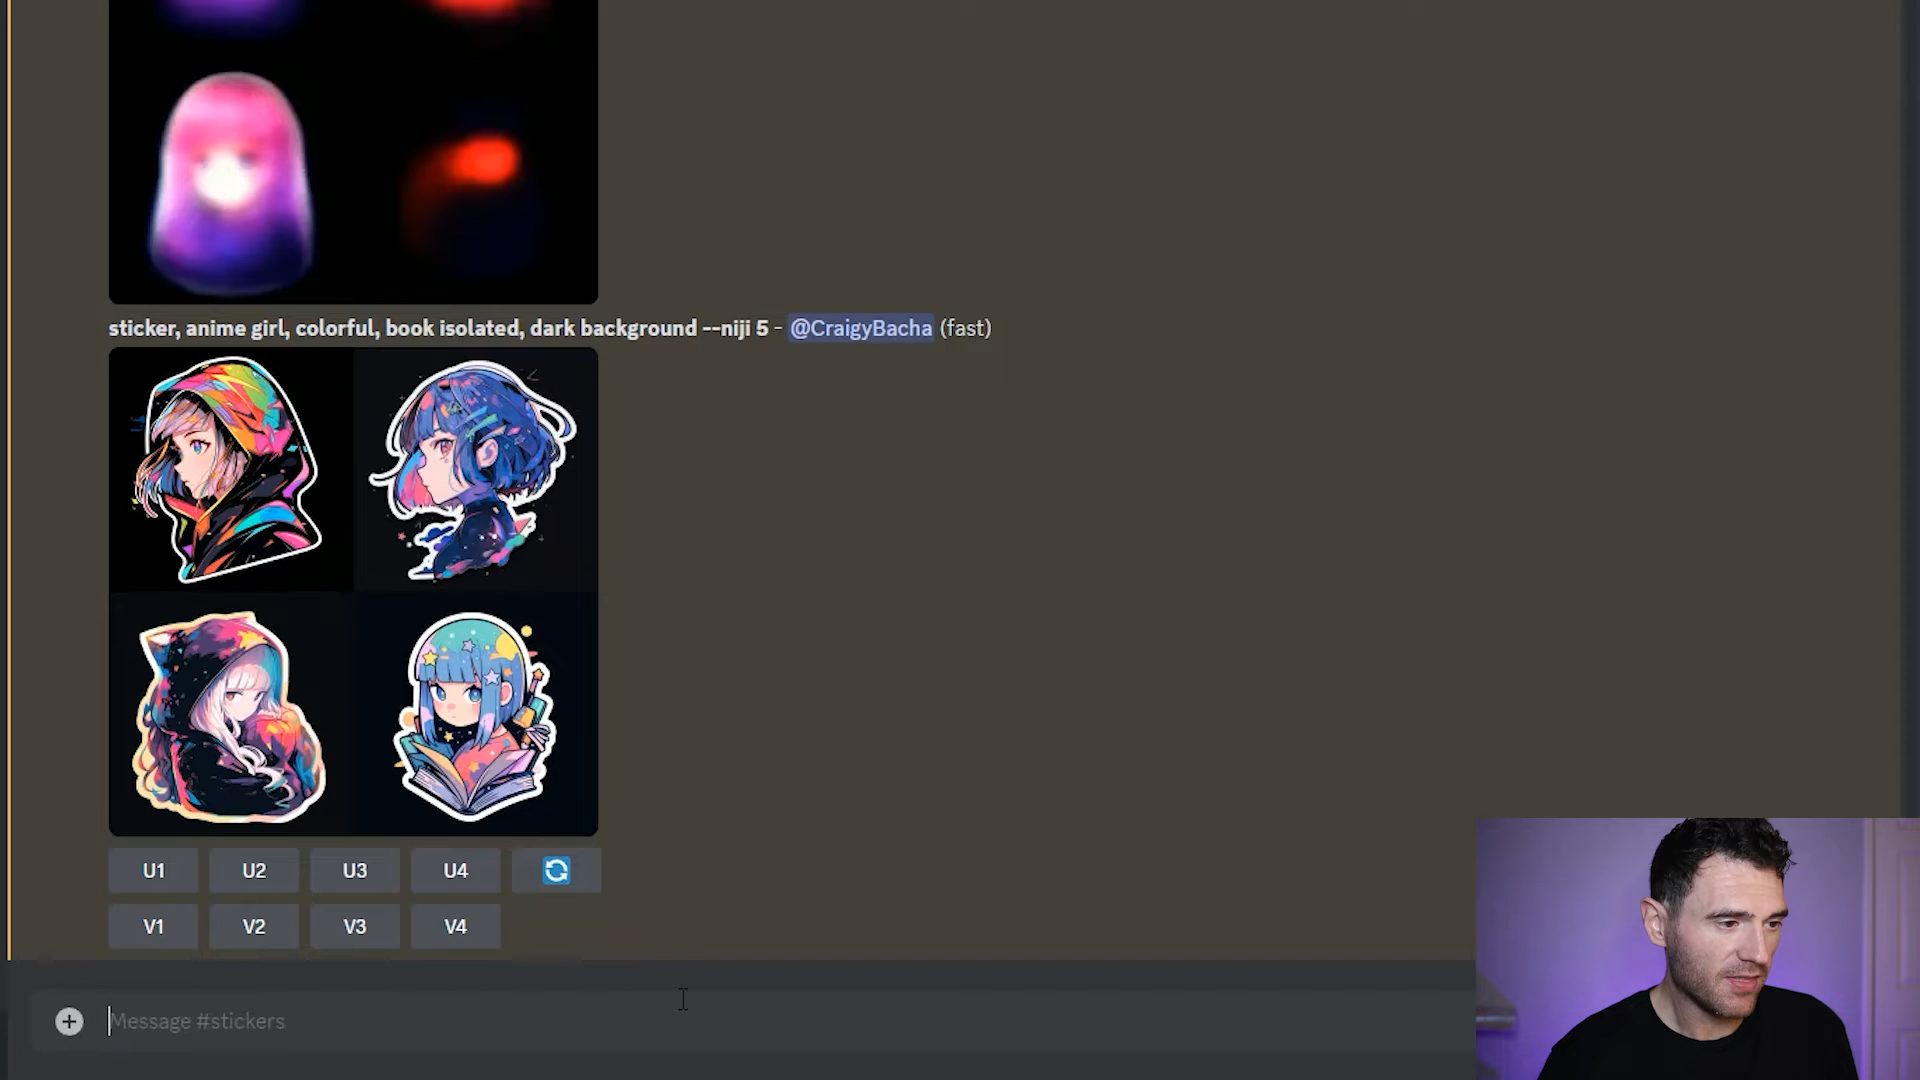 sticker, anime girl, colorful, book isolated, dark background --niji 5 - @CraigyBacha (fast)
U1 U2 U3 U4
V1 V2 V3 V4
Message #stickers